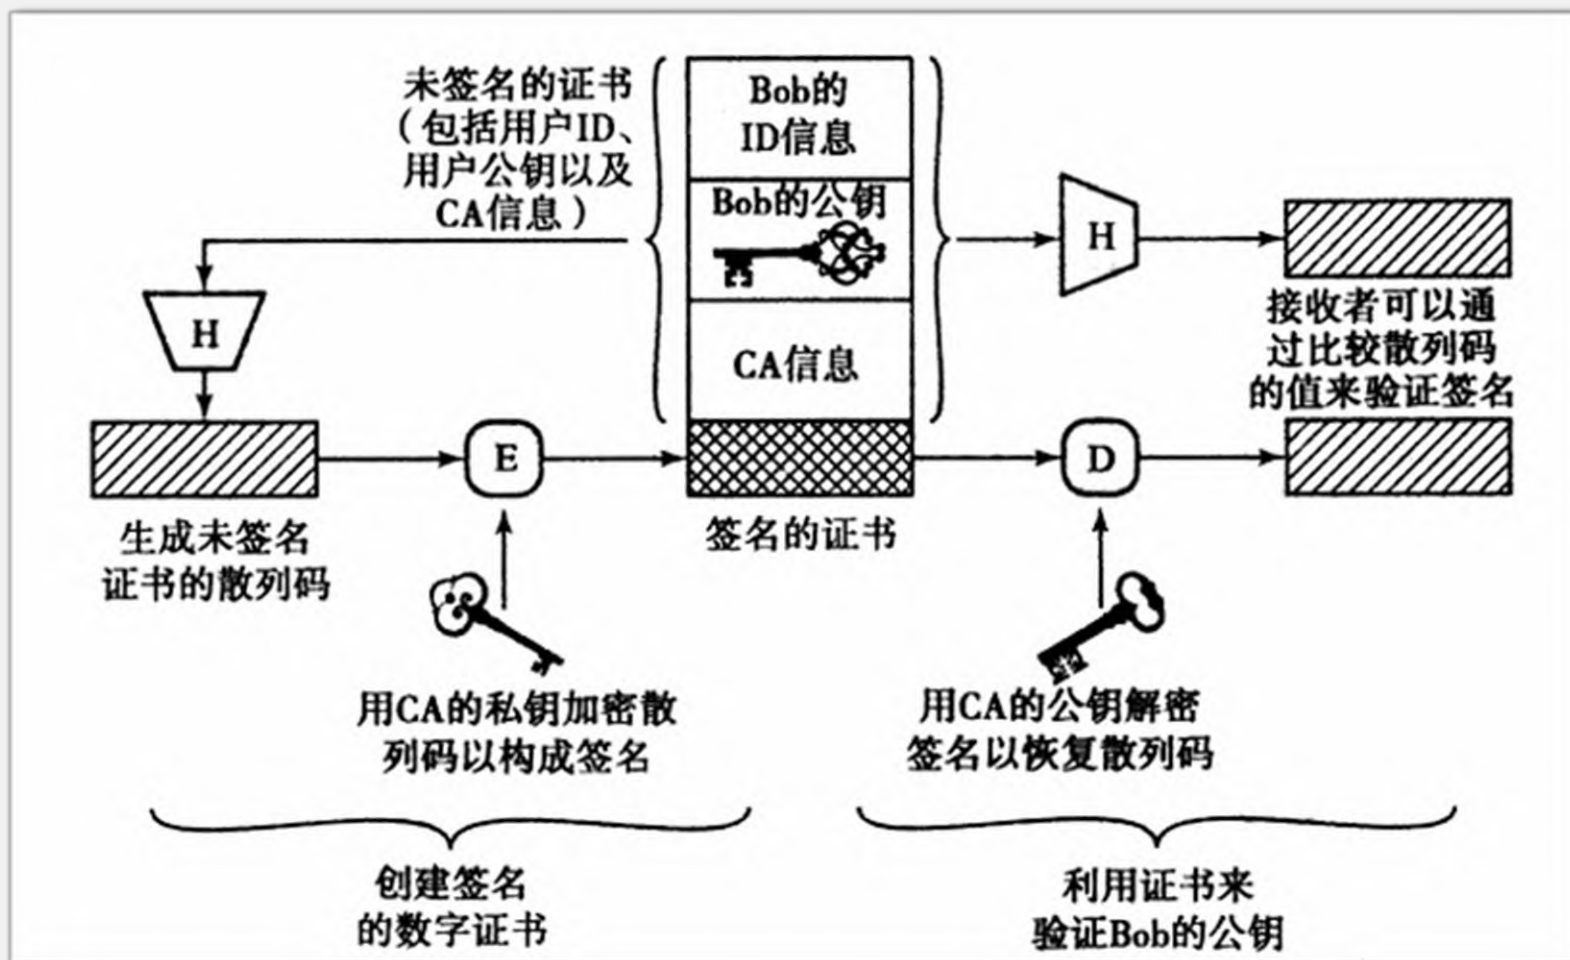 未签名的证书
（包括用户ID、
用户公钥以及
CA信息）
Bob的
ID信息
Bob的公钥
CA信息
H
H
接收者可以通
过比较散列码
的值来验证签名
E
D
生成未签名
证书的散列码
签名的证书
用CA的私钥加密散
列码以构成签名
用CA的公钥解密
签名以恢复散列码
创建签名
的数字证书
利用证书来
验证Bob的公钥